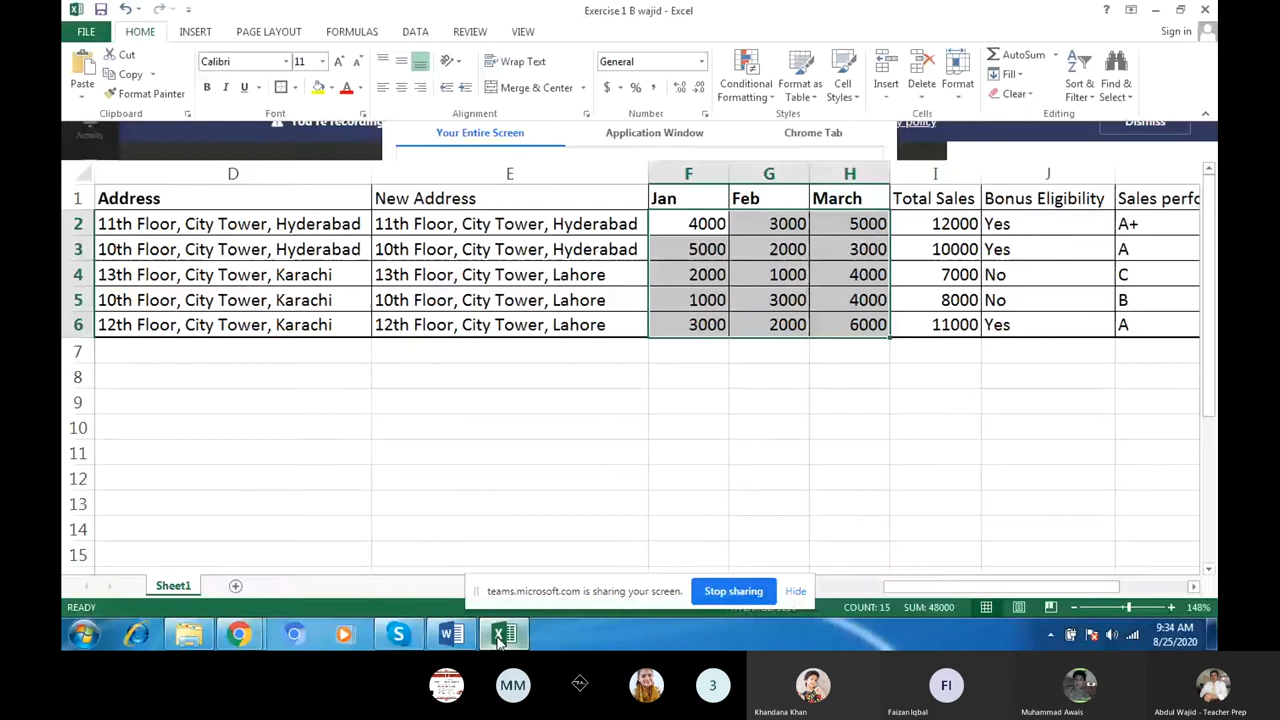 Exercise 1 B wajid - Excel
FILE HOME INSERT PAGE LAYOUT FORMULAS DATA REVIEW VIEW Sign in
Paste Cut Copy Format Painter Clipboard
Calibri 11 B I U A Font
Wrap Text Merge & Center Alignment
General $ % , Number
Conditional Formatting Format as Table Cell Styles Styles
Insert Delete Format Cells
AutoSum Fill Clear Sort & Filter Find & Select Editing
Activity You're recording policy Dismiss
Your Entire Screen Application Window Chrome Tab
D E F G H I J
1 Address New Address Jan Feb March Total Sales Bonus Eligibility Sales perfo
2 11th Floor, City Tower, Hyderabad 11th Floor, City Tower, Hyderabad 4000 3000 5000 12000 Yes A+
3 10th Floor, City Tower, Hyderabad 10th Floor, City Tower, Hyderabad 5000 2000 3000 10000 Yes A
4 13th Floor, City Tower, Karachi 13th Floor, City Tower, Lahore 2000 1000 4000 7000 No C
5 10th Floor, City Tower, Karachi 10th Floor, City Tower, Lahore 1000 3000 4000 8000 No B
6 12th Floor, City Tower, Karachi 12th Floor, City Tower, Lahore 3000 2000 6000 11000 Yes A
7
8
9
10
11
12
13
14
15
Sheet1
teams.microsoft.com is sharing your screen. Stop sharing Hide
READY COUNT: 15 SUM: 48000 148%
9:34 AM
8/25/2020
MM 3 FI
Khandana Khan Faizan Iqbal Muhammad Awais Abdul Wajid - Teacher Prep